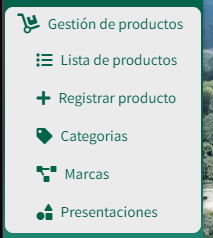 Gestión de productos
Lista de productos
Registrar producto
Categorias
Marcas
Presentaciones